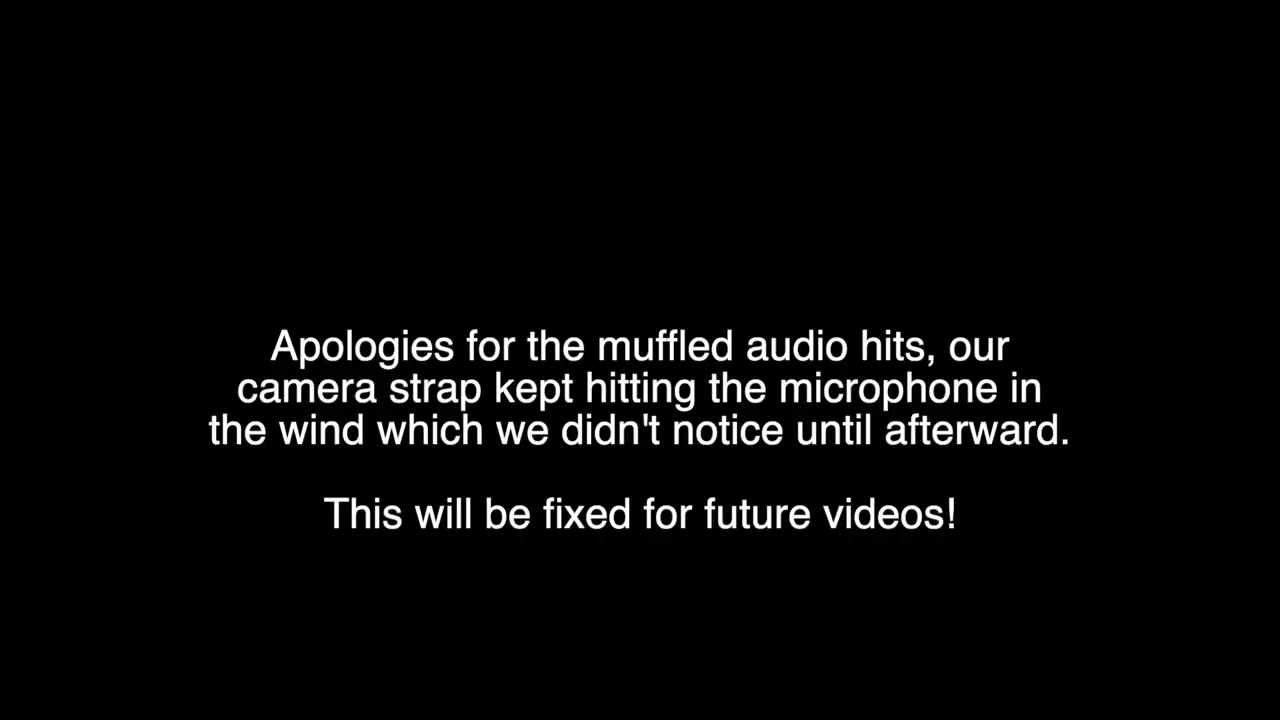 Apologies for the muffled audio hits, our
camera strap kept hitting the microphone in
the wind which we didn't notice until afterward.
This will be fixed for future videos!